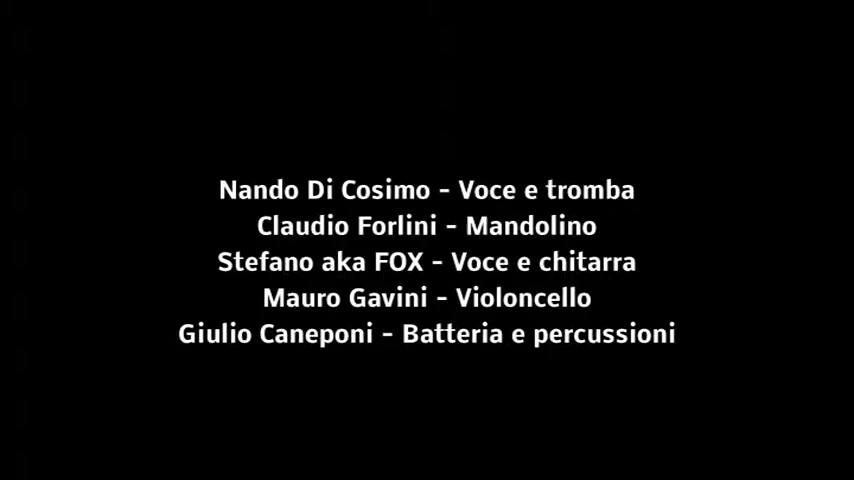 Nando Di Cosimo - Voce e tromba
Claudio Forlini - Mandolino
Stefano aka FOX - Voce e chitarra
Mauro Gavini - Violoncello
Giulio Caneponi - Batteria e percussioni